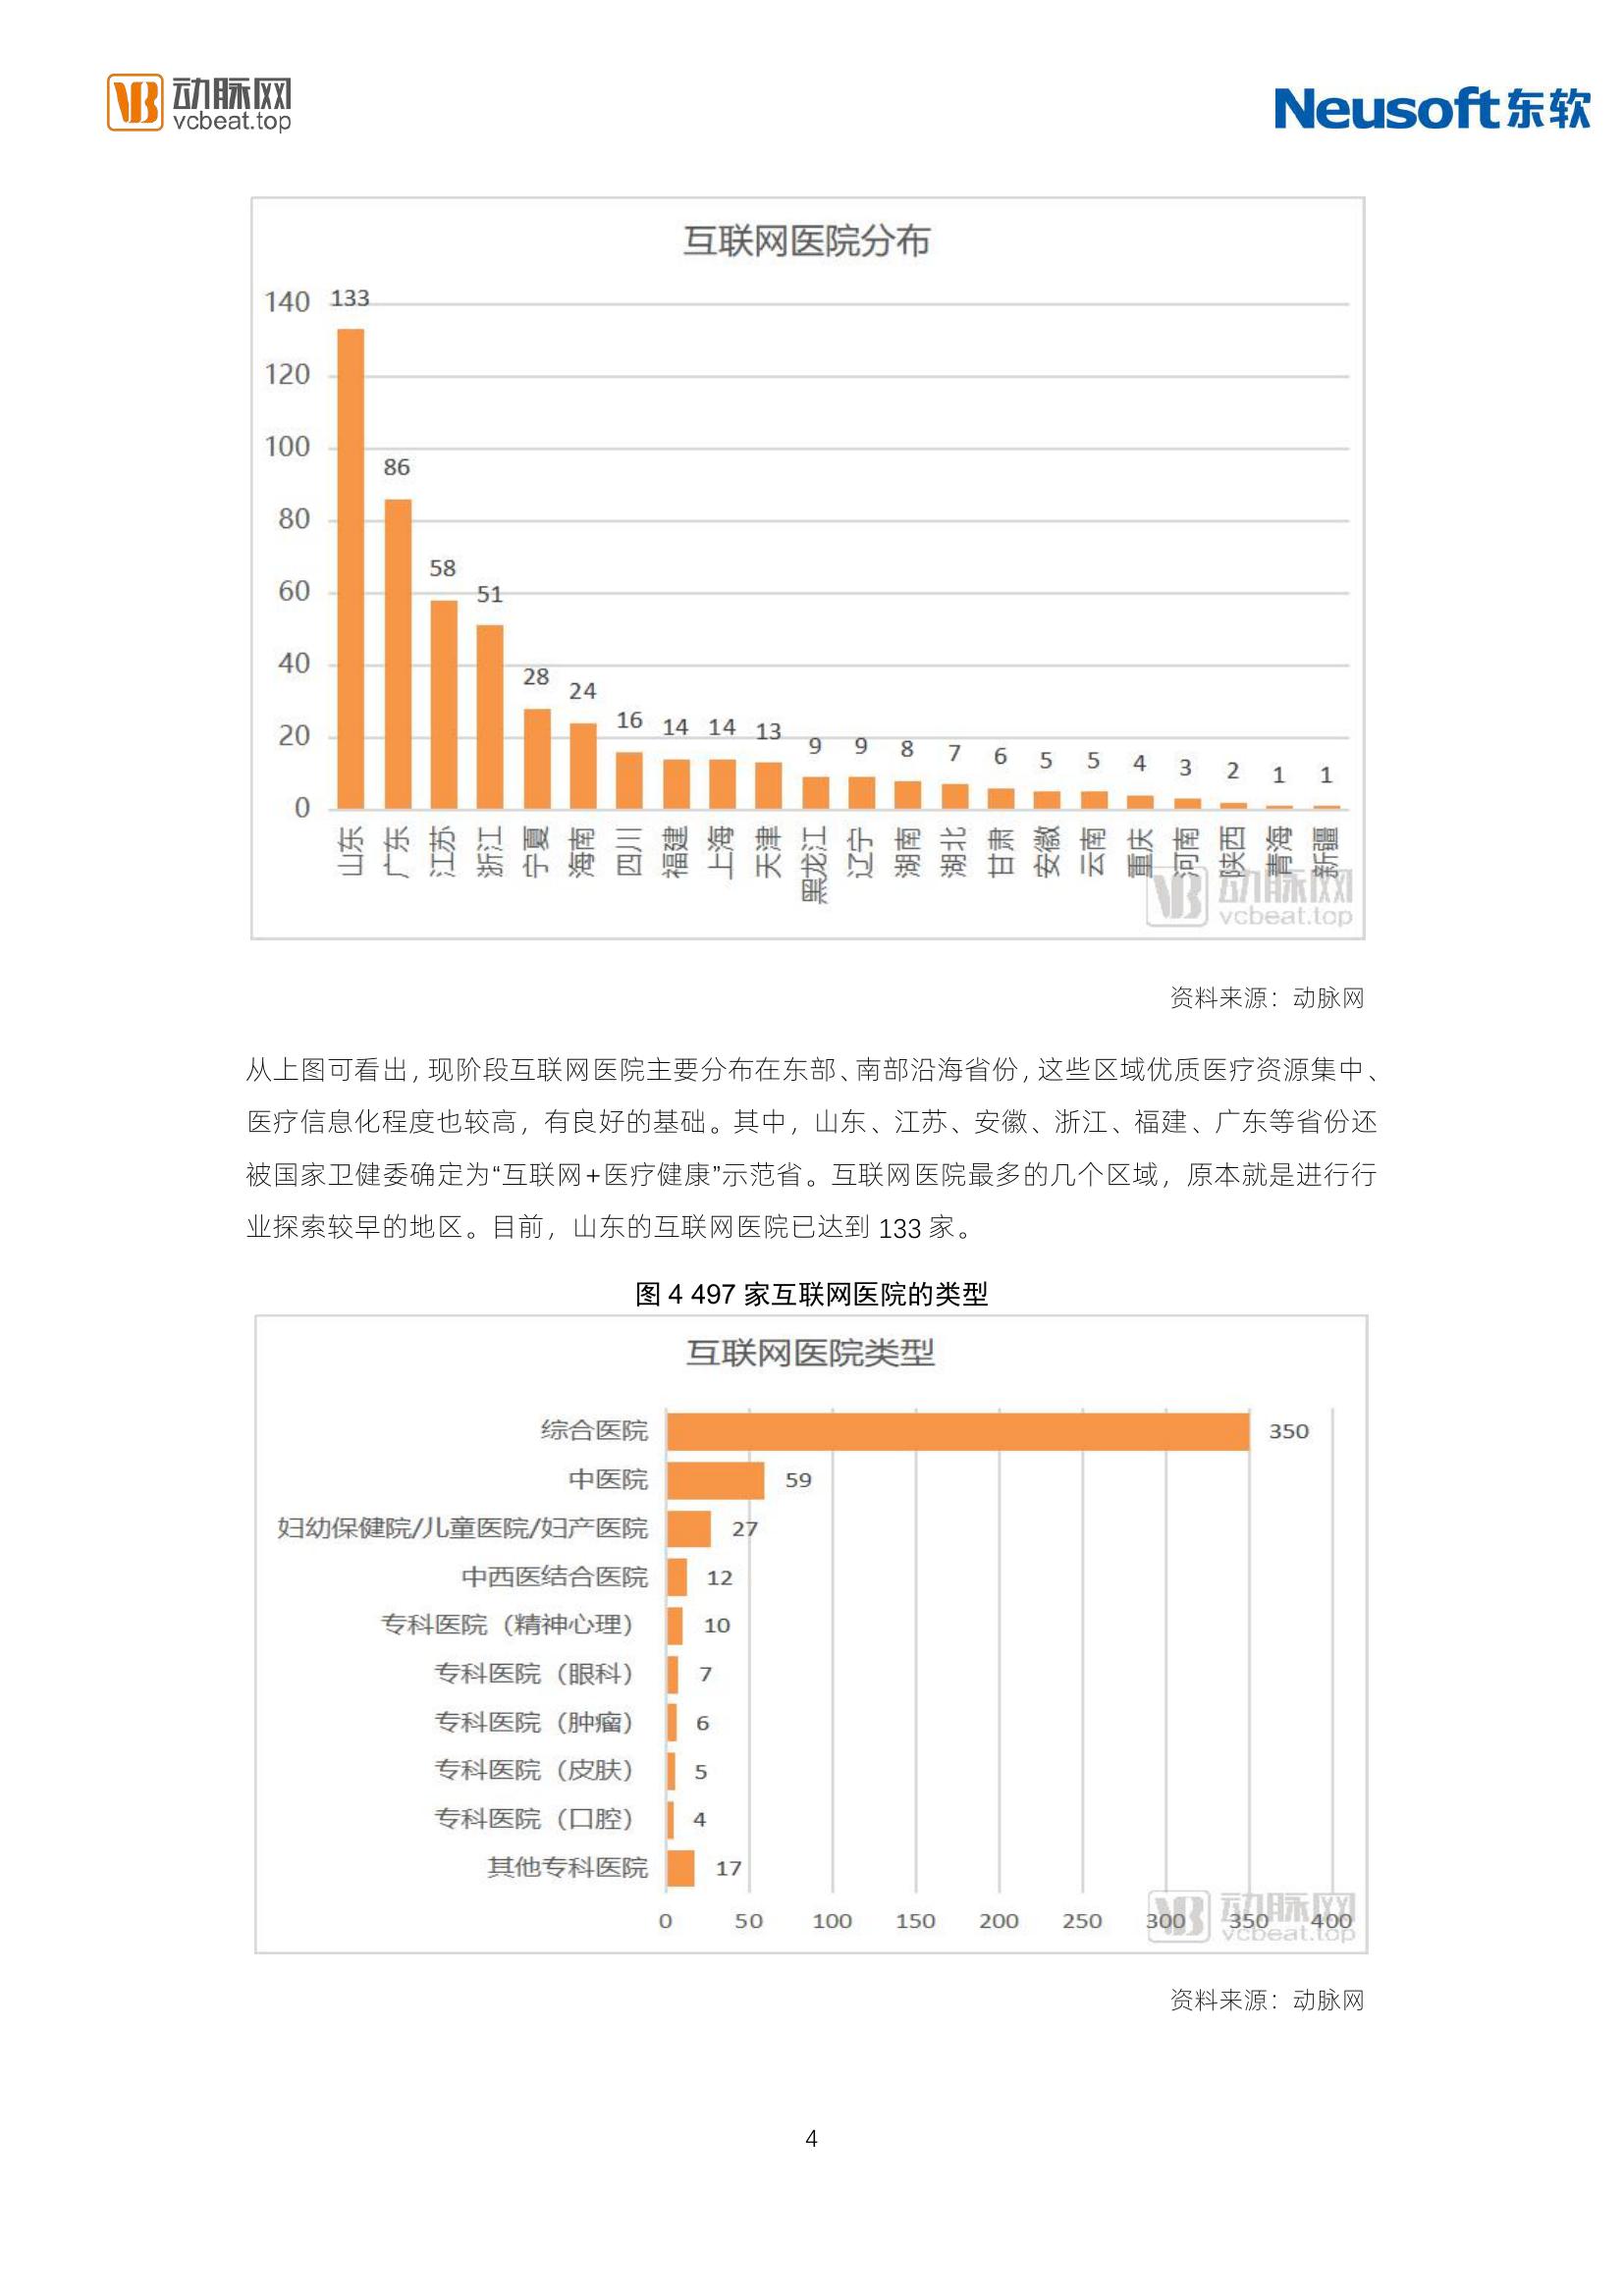 动脉网
vcbeat.top
Neusoft东软
互联网医院分布
140
120
100
80
60
40
20
0
133
86
58
51
28
24
16
14
14
13
9
9
8
7
6
5
5
4
3
2
1
1
山东
广东
江苏
浙江
宁夏
海南
四川
福建
上海
天津
黑龙江
辽宁
湖南
湖北
甘肃
安徽
云南
重庆
河南
陕西
青海
新疆
动脉网
vcbeat.top
资料来源：动脉网
从上图可看出,现阶段互联网医院主要分布在东部、南部沿海省份,这些区域优质医疗资源集中、
医疗信息化程度也较高，有良好的基础。其中，山东、江苏、安徽、浙江、福建、广东等省份还
被国家卫健委确定为“互联网+医疗健康”示范省。互联网医院最多的几个区域，原本就是进行行
业探索较早的地区。目前，山东的互联网医院已达到 133 家。
图 4 497 家互联网医院的类型
互联网医院类型
综合医院 350
中医院 59
妇幼保健院/儿童医院/妇产医院 27
中西医结合医院 12
专科医院（精神心理） 10
专科医院（眼科） 7
专科医院（肿瘤） 6
专科医院（皮肤） 5
专科医院（口腔） 4
其他专科医院 17
0 50 100 150 200 250 300 350 400
动脉网
vcbeat.top
资料来源：动脉网
4